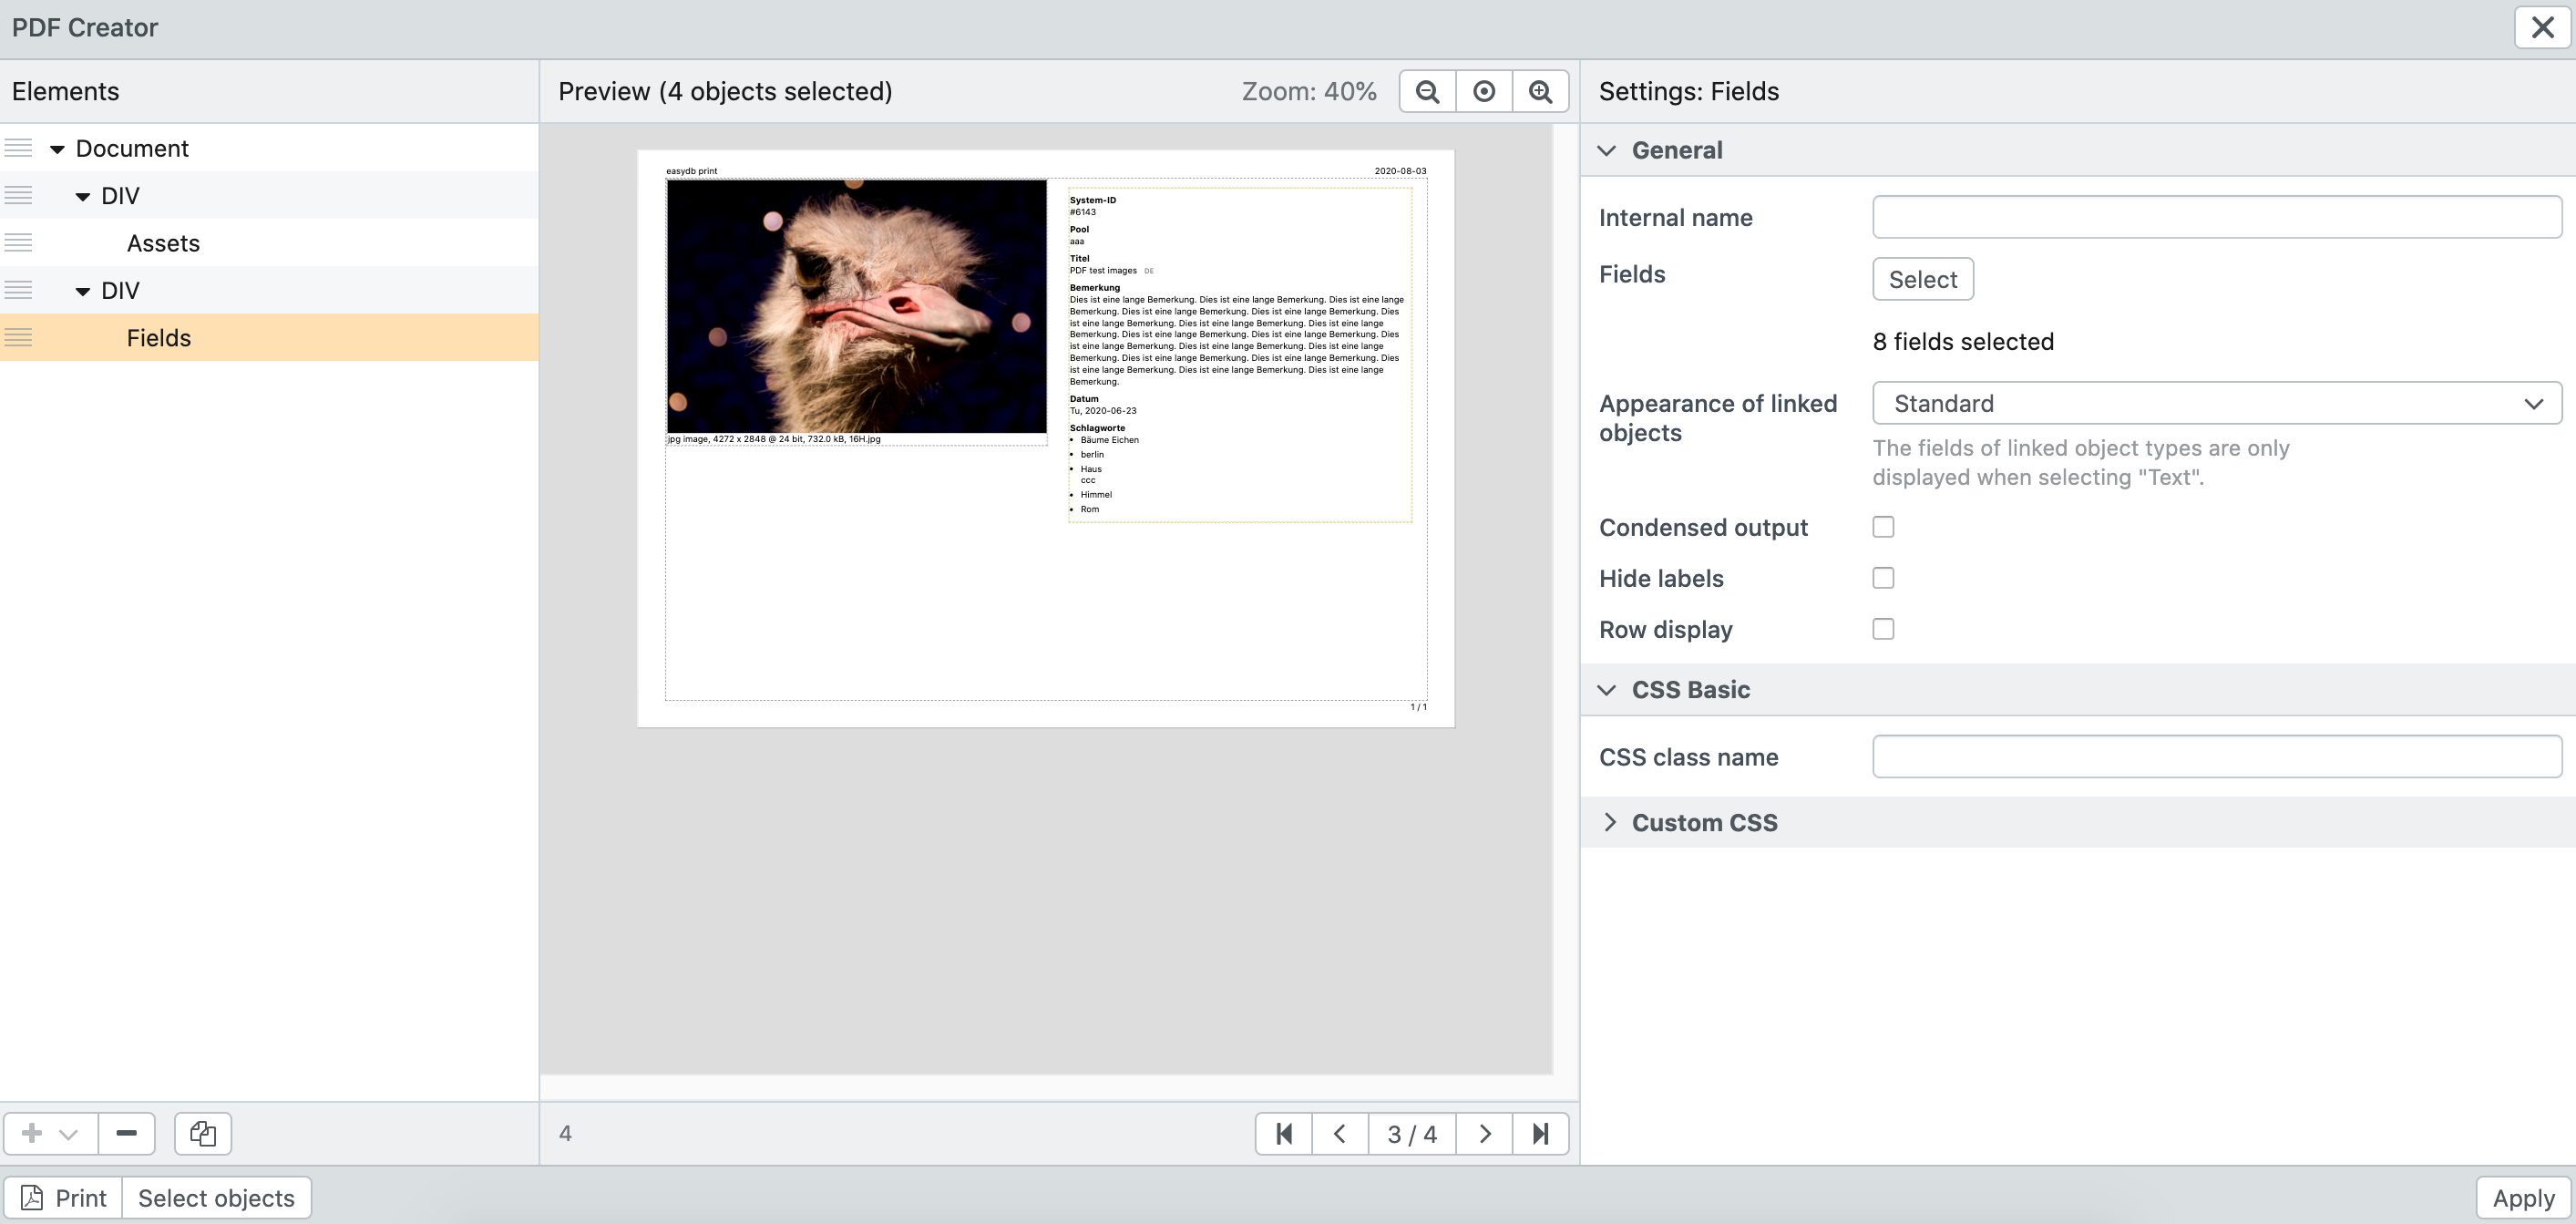 PDF Creator
Elements
Document
DIV
Assets
DIV
Fields
Preview (4 objects selected)
Zoom: 40%
easydb print
2020-08-03
jpg image, 4272 x 2848 @ 24 bit, 732.0 kB, 16H.jpg
System-ID
#6143
Pool
aaa
Titel
PDF test images DE
Bemerkung
Dies ist eine lange Bemerkung. Dies ist eine lange Bemerkung. Dies ist eine lange
Bemerkung. Dies ist eine lange Bemerkung. Dies ist eine lange Bemerkung. Dies
ist eine lange Bemerkung. Dies ist eine lange Bemerkung. Dies ist eine lange
Bemerkung. Dies ist eine lange Bemerkung. Dies ist eine lange Bemerkung. Dies
ist eine lange Bemerkung. Dies ist eine lange Bemerkung. Dies ist eine lange
Bemerkung. Dies ist eine lange Bemerkung. Dies ist eine lange Bemerkung. Dies
ist eine lange Bemerkung. Dies ist eine lange Bemerkung. Dies ist eine lange
Bemerkung.
Datum
Tu, 2020-06-23
Schlagworte
• Bäume Eichen
• berlin
• Haus
ccc
• Himmel
• Rom
1 / 1
4
3 / 4
Settings: Fields
General
Internal name
Fields
Select
8 fields selected
Appearance of linked
objects
Standard
The fields of linked object types are only
displayed when selecting "Text".
Condensed output
Hide labels
Row display
CSS Basic
CSS class name
Custom CSS
Print
Select objects
Apply